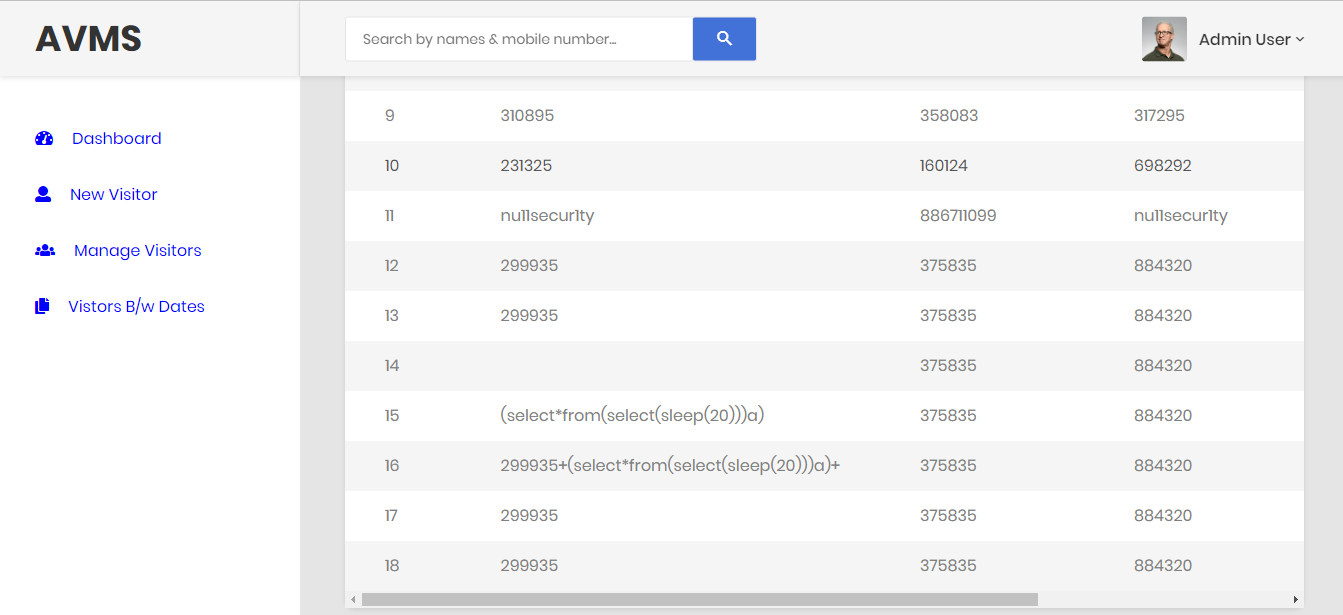 AVMS
Search by names & mobile number...
Admin User
Dashboard
New Visitor
Manage Visitors
Vistors B/w Dates
9 310895 358083 317295
10 231325 160124 698292
11 nu11secur1ty 886711099 nu11secur1ty
12 299935 375835 884320
13 299935 375835 884320
14 375835 884320
15 (select*from(select(sleep(20)))a) 375835 884320
16 299935+(select*from(select(sleep(20)))a)+ 375835 884320
17 299935 375835 884320
18 299935 375835 884320